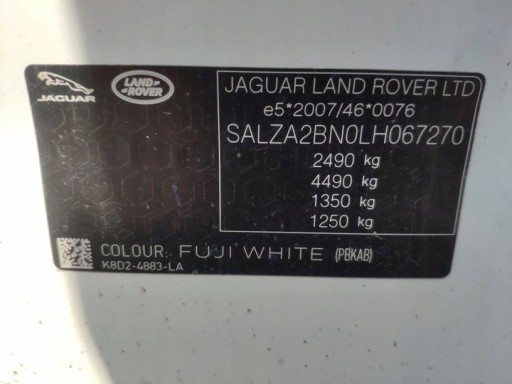 JAGUAR
LAND ROVER
JAGUAR LAND ROVER LTD
e5*2007/46*0076
SALZA2BN0LH067270
2490 kg
4490 kg
1350 kg
1250 kg
COLOUR: FUJI WHITE (PBKAB)
K8D2-4883-LA